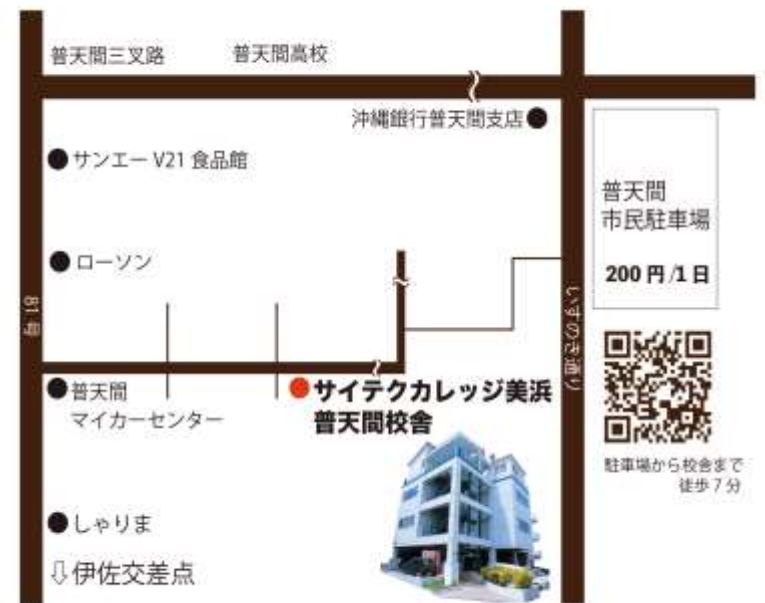 普天間三叉路
普天間高校
沖縄銀行普天間支店
サンエー V21 食品館
普天間
市民駐車場
200 円 /1 日
ローソン
81 号
いすのき通り
普天間
マイカーセンター
サイテクカレッジ美浜
普天間校舎
駐車場から校舎まで
徒歩 7 分
しゃりま
⇩伊佐交差点